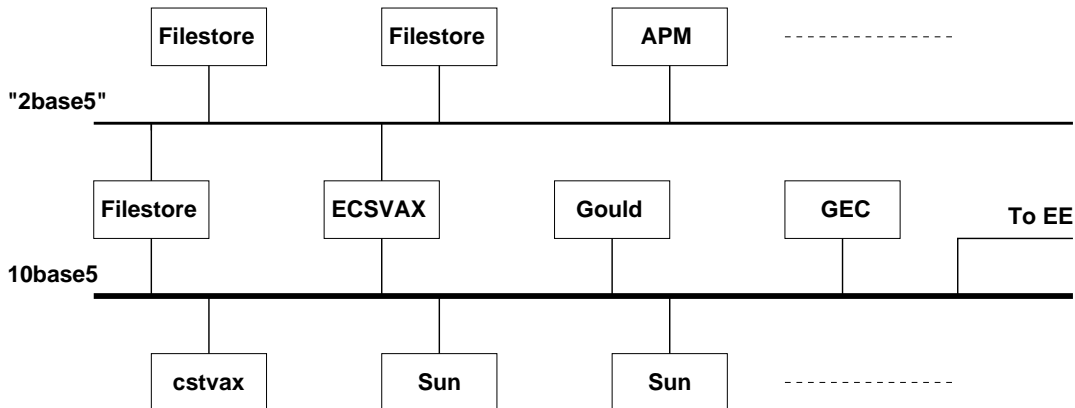 Filestore
Filestore
APM
"2base5"
Filestore
ECSVAX
Gould
GEC
To EE
10base5
cstvax
Sun
Sun